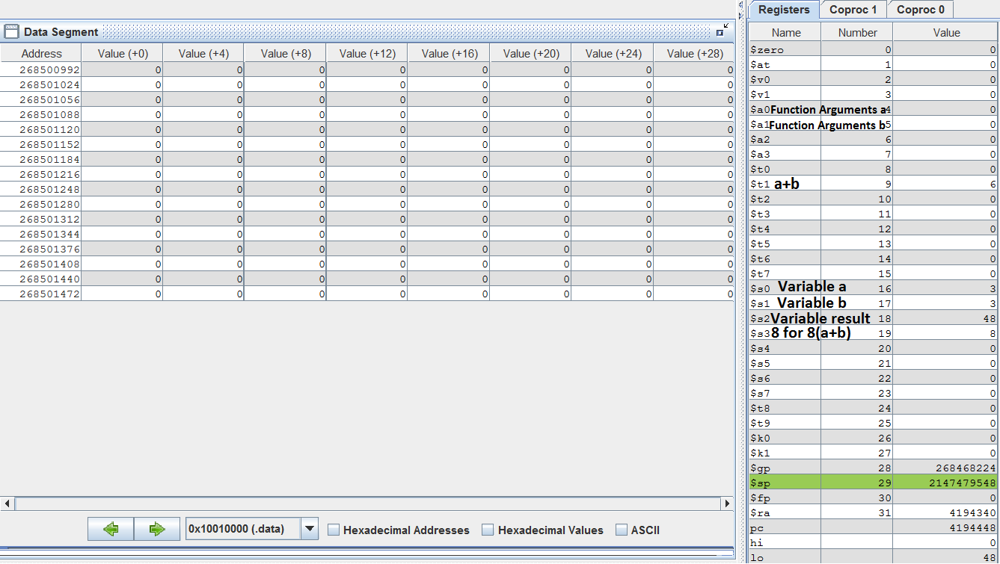 Data Segment
Address Value (+0) Value (+4) Value (+8) Value (+12) Value (+16) Value (+20) Value (+24) Value (+28)
268500992 0 0 0 0 0 0 0 0
268501024 0 0 0 0 0 0 0 0
268501056 0 0 0 0 0 0 0 0
268501088 0 0 0 0 0 0 0 0
268501120 0 0 0 0 0 0 0 0
268501152 0 0 0 0 0 0 0 0
268501184 0 0 0 0 0 0 0 0
268501216 0 0 0 0 0 0 0 0
268501248 0 0 0 0 0 0 0 0
268501280 0 0 0 0 0 0 0 0
268501312 0 0 0 0 0 0 0 0
268501344 0 0 0 0 0 0 0 0
268501376 0 0 0 0 0 0 0 0
268501408 0 0 0 0 0 0 0 0
268501440 0 0 0 0 0 0 0 0
268501472 0 0 0 0 0 0 0 0
0x10010000 (.data) Hexadecimal Addresses Hexadecimal Values ASCII
Registers Coproc 1 Coproc 0
Name Number Value
$zero 0 0
$at 1 0
$v0 2 0
$v1 3 0
$a0 Function Arguments a 4 0
$a1 Function Arguments b 5 0
$a2 6 0
$a3 7 0
$t0 8 0
$t1 a+b 9 6
$t2 10 0
$t3 11 0
$t4 12 0
$t5 13 0
$t6 14 0
$t7 15 0
$s0 Variable a 16 3
$s1 Variable b 17 3
$s2 Variable result 18 48
$s3 8 for 8(a+b) 19 8
$s4 20 0
$s5 21 0
$s6 22 0
$s7 23 0
$t8 24 0
$t9 25 0
$k0 26 0
$k1 27 0
$gp 28 268468224
$sp 29 2147479548
$fp 30 0
$ra 31 4194340
pc 4194448
hi 0
lo 48